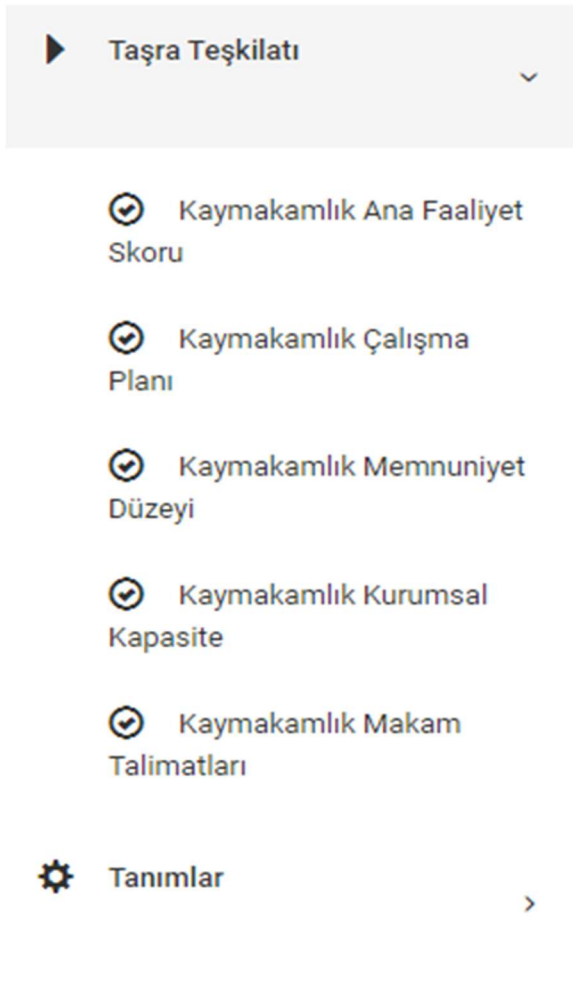 Taşra Teşkilatı
Kaymakamlık Ana Faaliyet
Skoru
Kaymakamlık Çalışma
Planı
Kaymakamlık Memnuniyet
Düzeyi
Kaymakamlık Kurumsal
Kapasite
Kaymakamlık Makam
Talimatları
Tanımlar